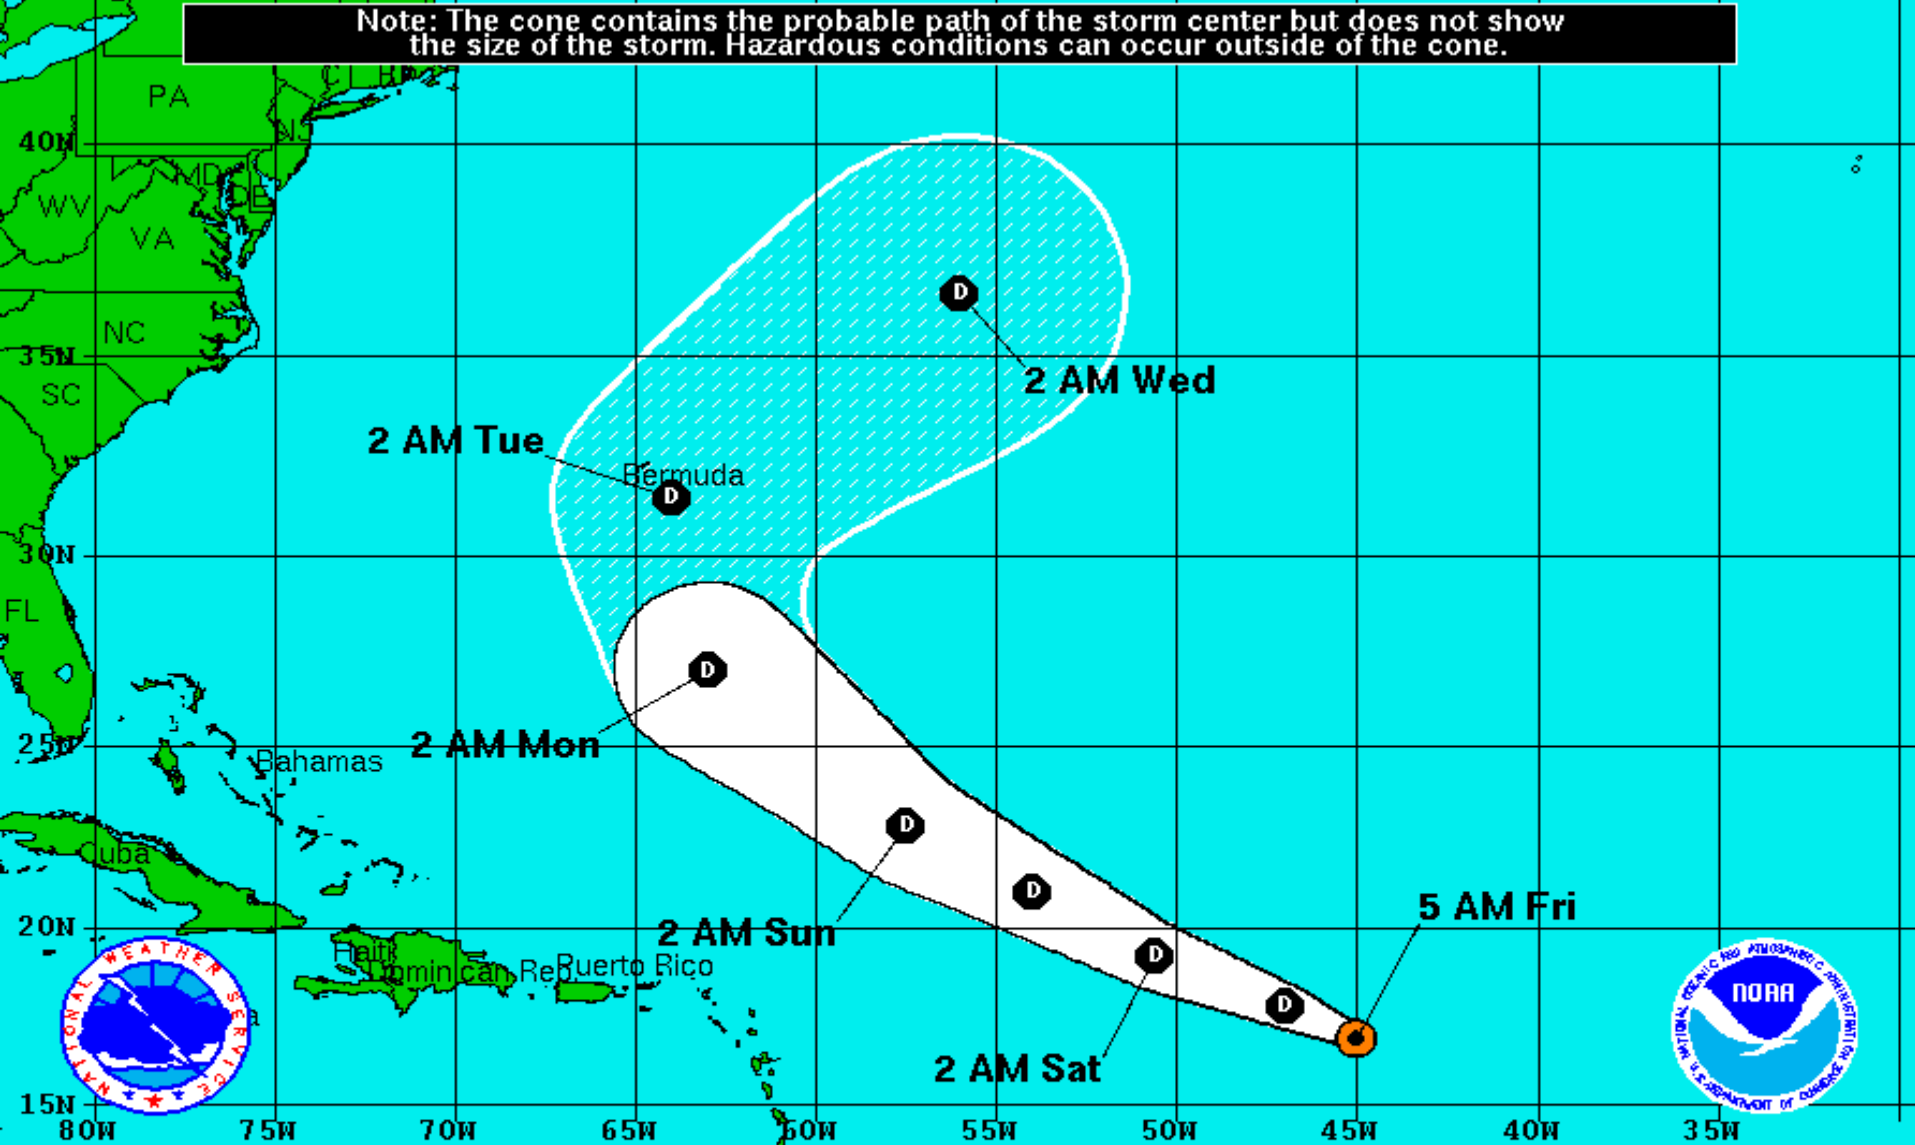 Note: The cone contains the probable path of the storm center but does not show
the size of the storm. Hazardous conditions can occur outside of the cone.
PA
NJ
40N
MD
DE
WV
VA
D
NC
35N
2 AM Wed
SC
2 AM Tue
Bermuda
D
30N
FL
D
25N
2 AM Mon
Bahamas
D
Cuba
D
5 AM Fri
20N
2 AM Sun
Haiti
Puerto Rico
D
NATIONAL WEATHER SERVICE
NOAA
D
2 AM Sat
15N
80W 75W 70W 65W 60W 55W 50W 45W 40W 35W